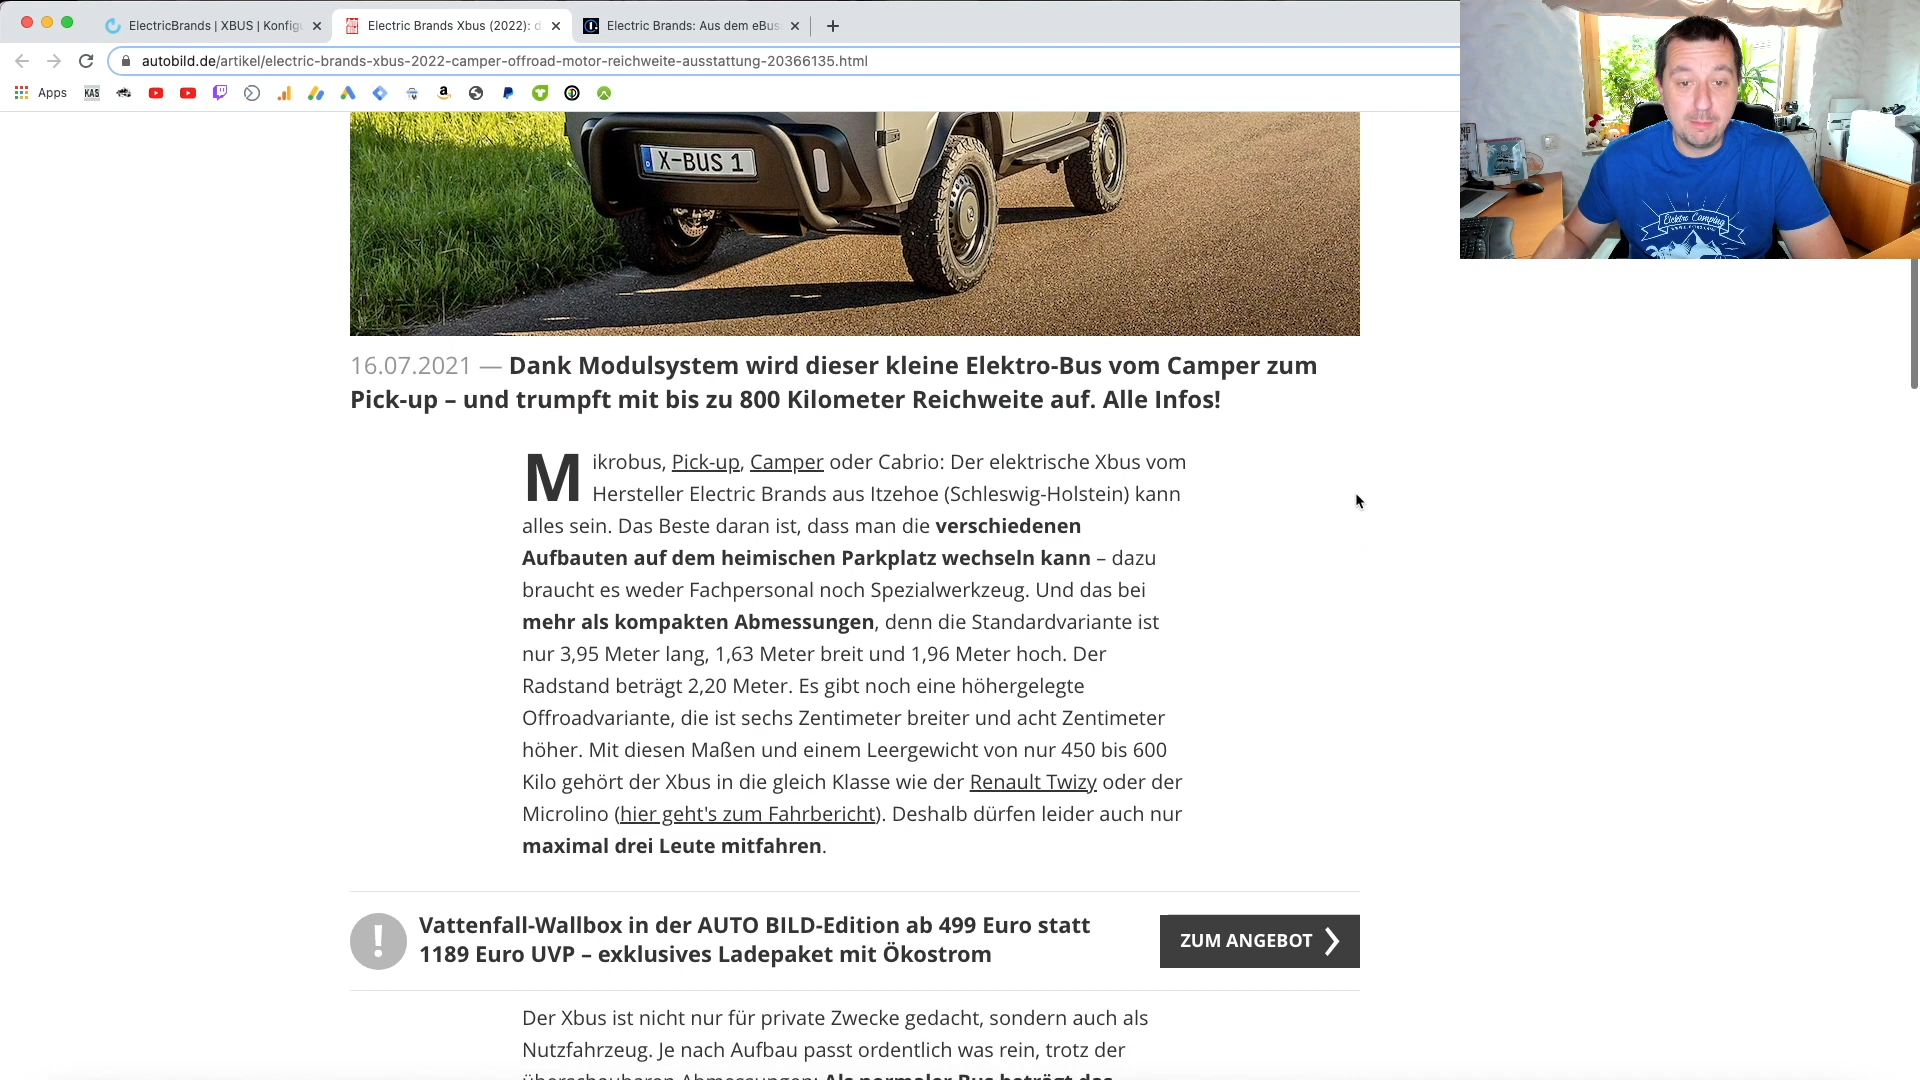 ElectricBrands | XBUS | Konfigu
Electric Brands Xbus (2022): d
Electric Brands: Aus dem eBus
autobild.de/artikel/electric-brands-xbus-2022-camper-offroad-motor-reichweite-ausstattung-20366135.html
Apps
KAS
X-BUS 1
Elektro Camping
16.07.2021 — Dank Modulsystem wird dieser kleine Elektro-Bus vom Camper zum
Pick-up – und trumpft mit bis zu 800 Kilometer Reichweite auf. Alle Infos!
Mikrobus, Pick-up, Camper oder Cabrio: Der elektrische Xbus vom
Hersteller Electric Brands aus Itzehoe (Schleswig-Holstein) kann
alles sein. Das Beste daran ist, dass man die verschiedenen
Aufbauten auf dem heimischen Parkplatz wechseln kann – dazu
braucht es weder Fachpersonal noch Spezialwerkzeug. Und das bei
mehr als kompakten Abmessungen, denn die Standardvariante ist
nur 3,95 Meter lang, 1,63 Meter breit und 1,96 Meter hoch. Der
Radstand beträgt 2,20 Meter. Es gibt noch eine höhergelegte
Offroadvariante, die ist sechs Zentimeter breiter und acht Zentimeter
höher. Mit diesen Maßen und einem Leergewicht von nur 450 bis 600
Kilo gehört der Xbus in die gleich Klasse wie der Renault Twizy oder der
Microlino (hier geht's zum Fahrbericht). Deshalb dürfen leider auch nur
maximal drei Leute mitfahren.
Vattenfall-Wallbox in der AUTO BILD-Edition ab 499 Euro statt
1189 Euro UVP – exklusives Ladepaket mit Ökostrom
ZUM ANGEBOT
Der Xbus ist nicht nur für private Zwecke gedacht, sondern auch als
Nutzfahrzeug. Je nach Aufbau passt ordentlich was rein, trotz der
überschaubaren Abmessungen: Als normaler Bus beträgt das